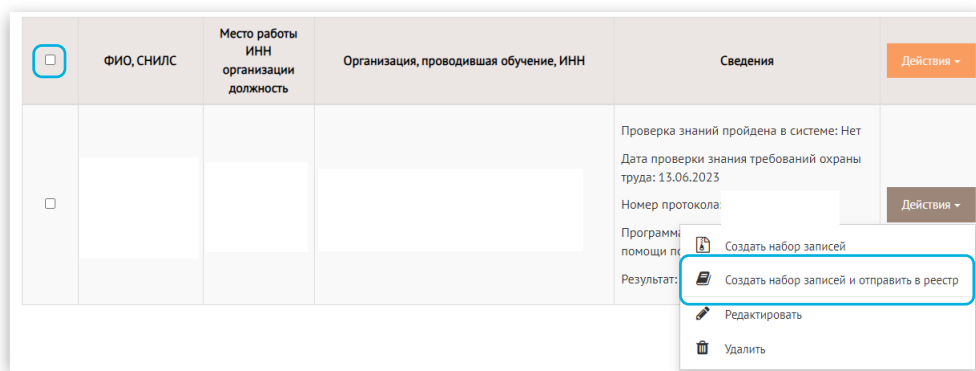 ФИО, СНИЛС
Место работы
ИНН
организации
должность
Организация, проводившая обучение, ИНН
Сведения
Действия
Проверка знаний пройдена в системе: Нет
Дата проверки знания требований охраны
труда: 13.06.2023
Номер протокола:
Программа
помощи
Результат:
Действия
Создать набор записей
Создать набор записей и отправить в реестр
Редактировать
Удалить